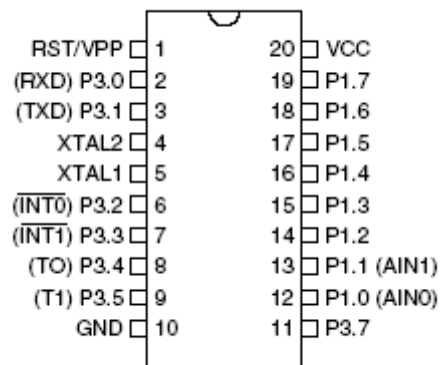 RST/VPP 1 20 VCC
(RXD) P3.0 2 19 P1.7
(TXD) P3.1 3 18 P1.6
XTAL2 4 17 P1.5
XTAL1 5 16 P1.4
(I̅N̅T̅0̅) P3.2 6 15 P1.3
(I̅N̅T̅1̅) P3.3 7 14 P1.2
(TO) P3.4 8 13 P1.1 (AIN1)
(T1) P3.5 9 12 P1.0 (AIN0)
GND 10 11 P3.7